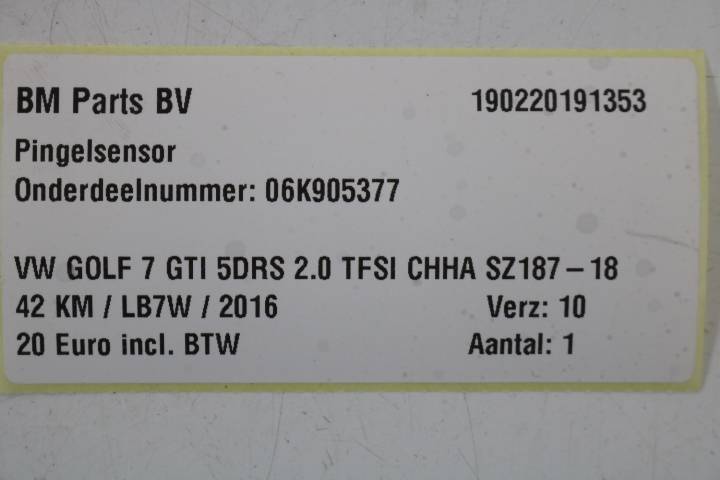 BM Parts BV 190220191353
Pingelsensor
Onderdeelnummer: 06K905377
VW GOLF 7 GTI 5DRS 2.0 TFSI CHHA SZ187-18
42 KM / LB7W / 2016 Verz: 10
20 Euro incl. BTW Aantal: 1